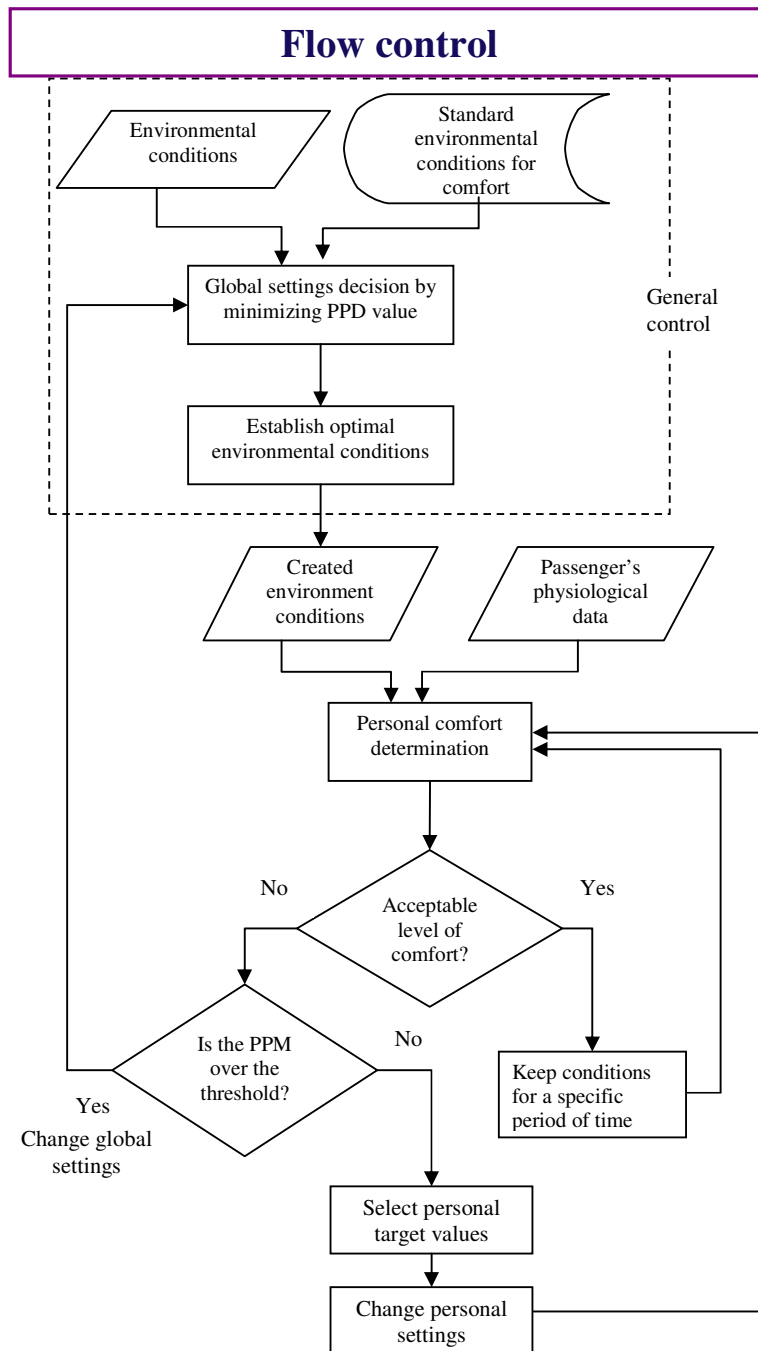 Flow control
Environmental
conditions
Standard
environmental
conditions for
comfort
Global settings decision by
minimizing PPD value
General
control
Establish optimal
environmental conditions
Created
environment
conditions
Passenger's
physiological
data
Personal comfort
determination
No
Yes
Acceptable
level of
comfort?
Is the PPM
over the
threshold?
No
Keep conditions
for a specific
period of time
Yes
Change global
settings
Select personal
target values
Change personal
settings